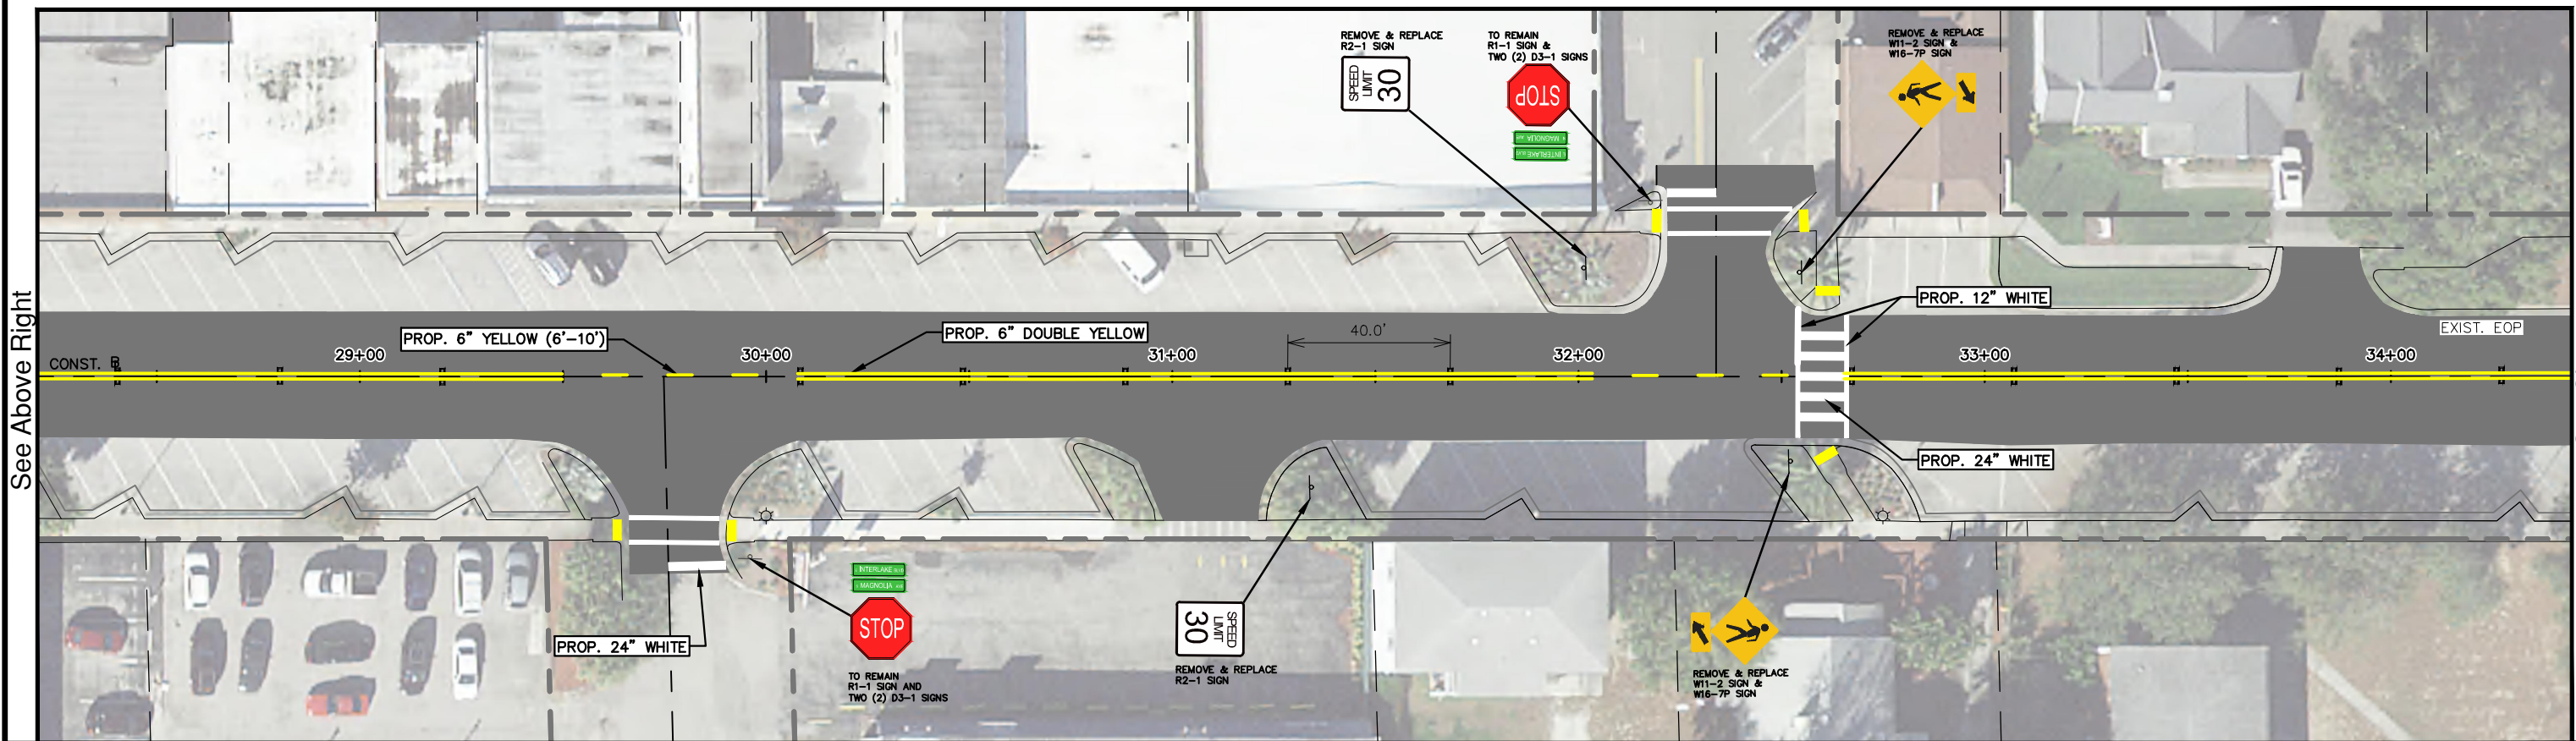 See Above Right
REMOVE & REPLACE
R2-1 SIGN
SPEED
LIMIT
30
TO REMAIN
R1-1 SIGN &
TWO (2) D3-1 SIGNS
STOP
MAGNOLIA
INTERLAKE
REMOVE & REPLACE
W11-2 SIGN &
W16-7P SIGN
PROP. 12" WHITE
EXIST. EOP
PROP. 6" YELLOW (6'-10')
PROP. 6" DOUBLE YELLOW
40.0'
CONST. ℄
29+00
30+00
31+00
32+00
33+00
34+00
PROP. 24" WHITE
PROP. 24" WHITE
INTERLAKE
MAGNOLIA
STOP
TO REMAIN
R1-1 SIGN AND
TWO (2) D3-1 SIGNS
SPEED
LIMIT
30
REMOVE & REPLACE
R2-1 SIGN
REMOVE & REPLACE
W11-2 SIGN &
W16-7P SIGN